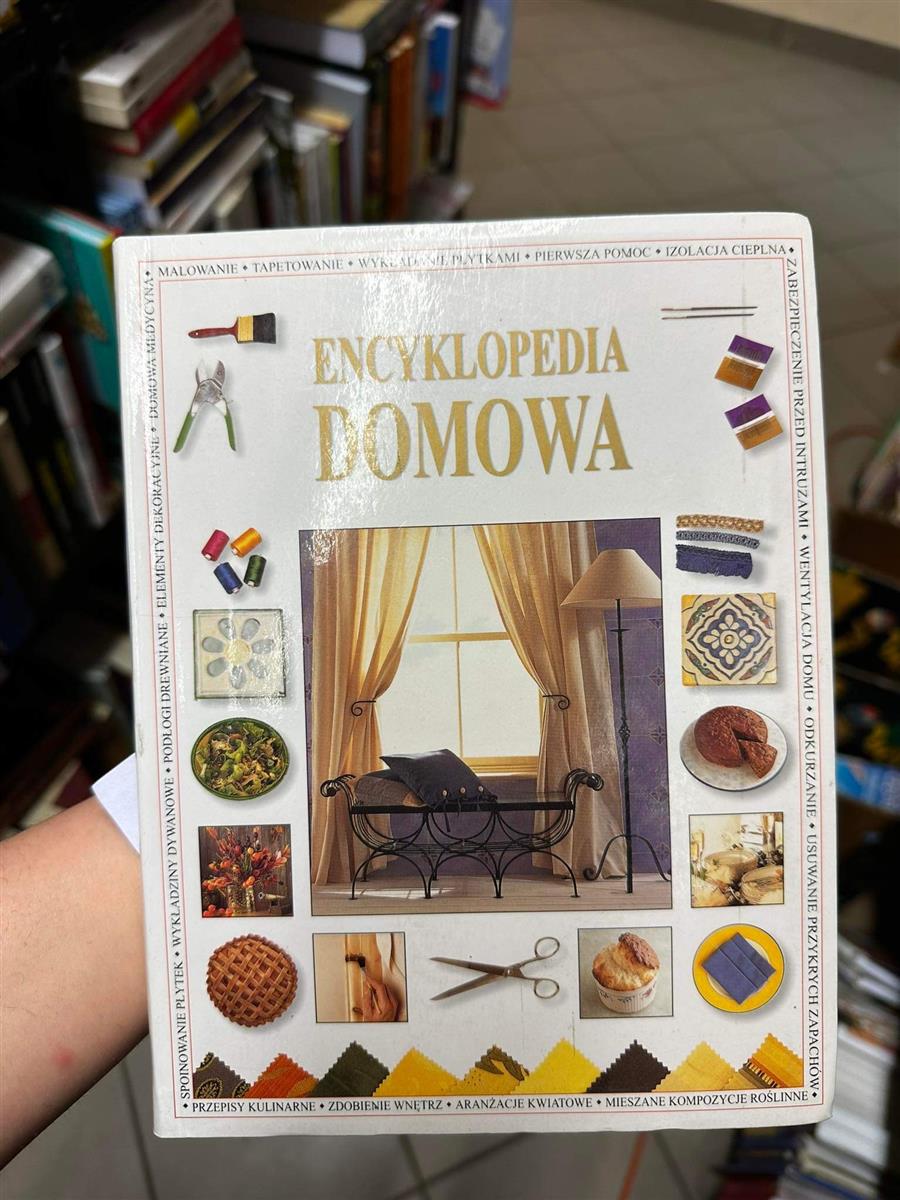 MALOWANIE • TAPETOWANIE • WYKŁADANIE PŁYTKAMI • PIERWSZA POMOC • IZOLACJA CIEPLNA •
ZABEZPIECZENIE PRZED INTRUZAMI • WENTYLACJA DOMU • ODKURZANIE • USUWANIE PRZYKRYCH ZAPACHÓW •
ENCYKLOPEDIA
DOMOWA
SPOINOWANIE PŁYTEK • WYKŁADZINY DYWANOWE • PODŁOGI DREWNIANE • ELEMENTY DEKORACYJNE • DOMOWA MEDYCYNA •
• PRZEPISY KULINARNE • ZDOBIENIE WNĘTRZ • ARANŻACJE KWIATOWE • MIESZANE KOMPOZYCJE ROŚLINNE •